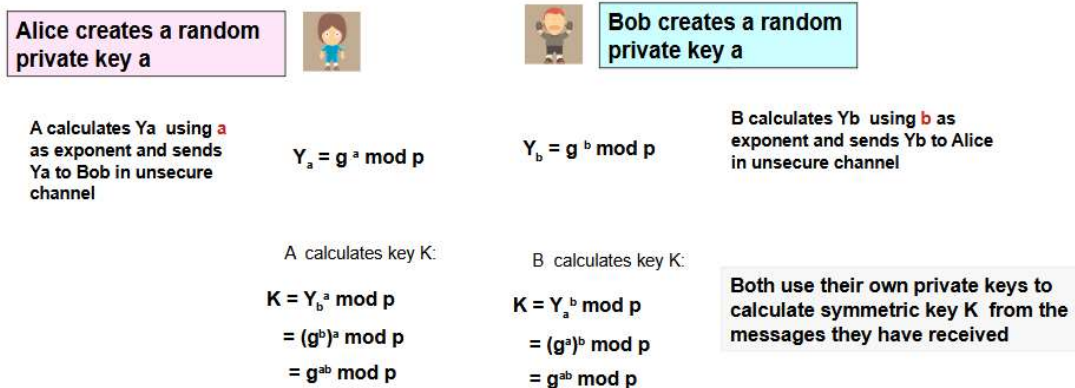 Alice creates a random
private key a
Bob creates a random
private key a
A calculates Ya using a
as exponent and sends
Ya to Bob in unsecure
channel
Yₐ = g ᵃ mod p
Y_b = g ᵇ mod p
B calculates Yb using b as
exponent and sends Yb to Alice
in unsecure channel
A calculates key K:
K = Y_bᵃ mod p
= (gᵇ)ᵃ mod p
= gᵃᵇ mod p
B calculates key K:
K = Yₐᵇ mod p
= (gᵃ)ᵇ mod p
= gᵃᵇ mod p
Both use their own private keys to
calculate symmetric key K from the
messages they have received